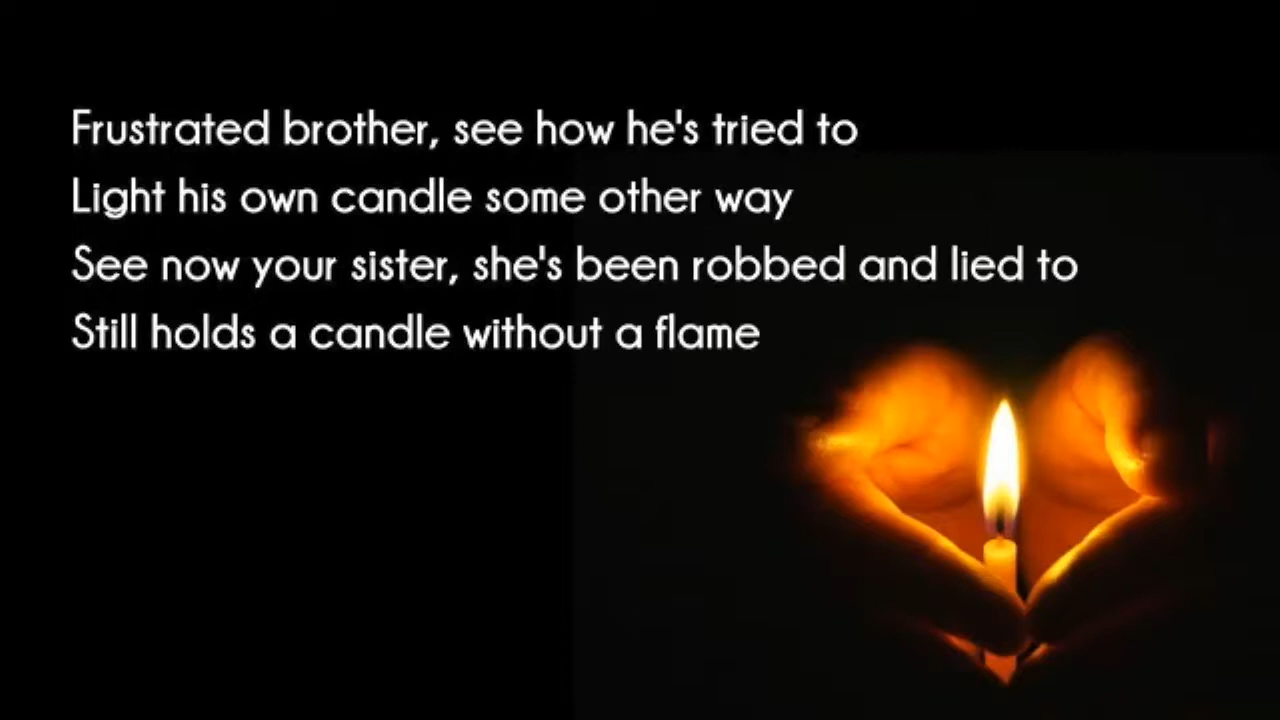 Frustrated brother, see how he's tried to
Light his own candle some other way
See now your sister, she's been robbed and lied to
Still holds a candle without a flame